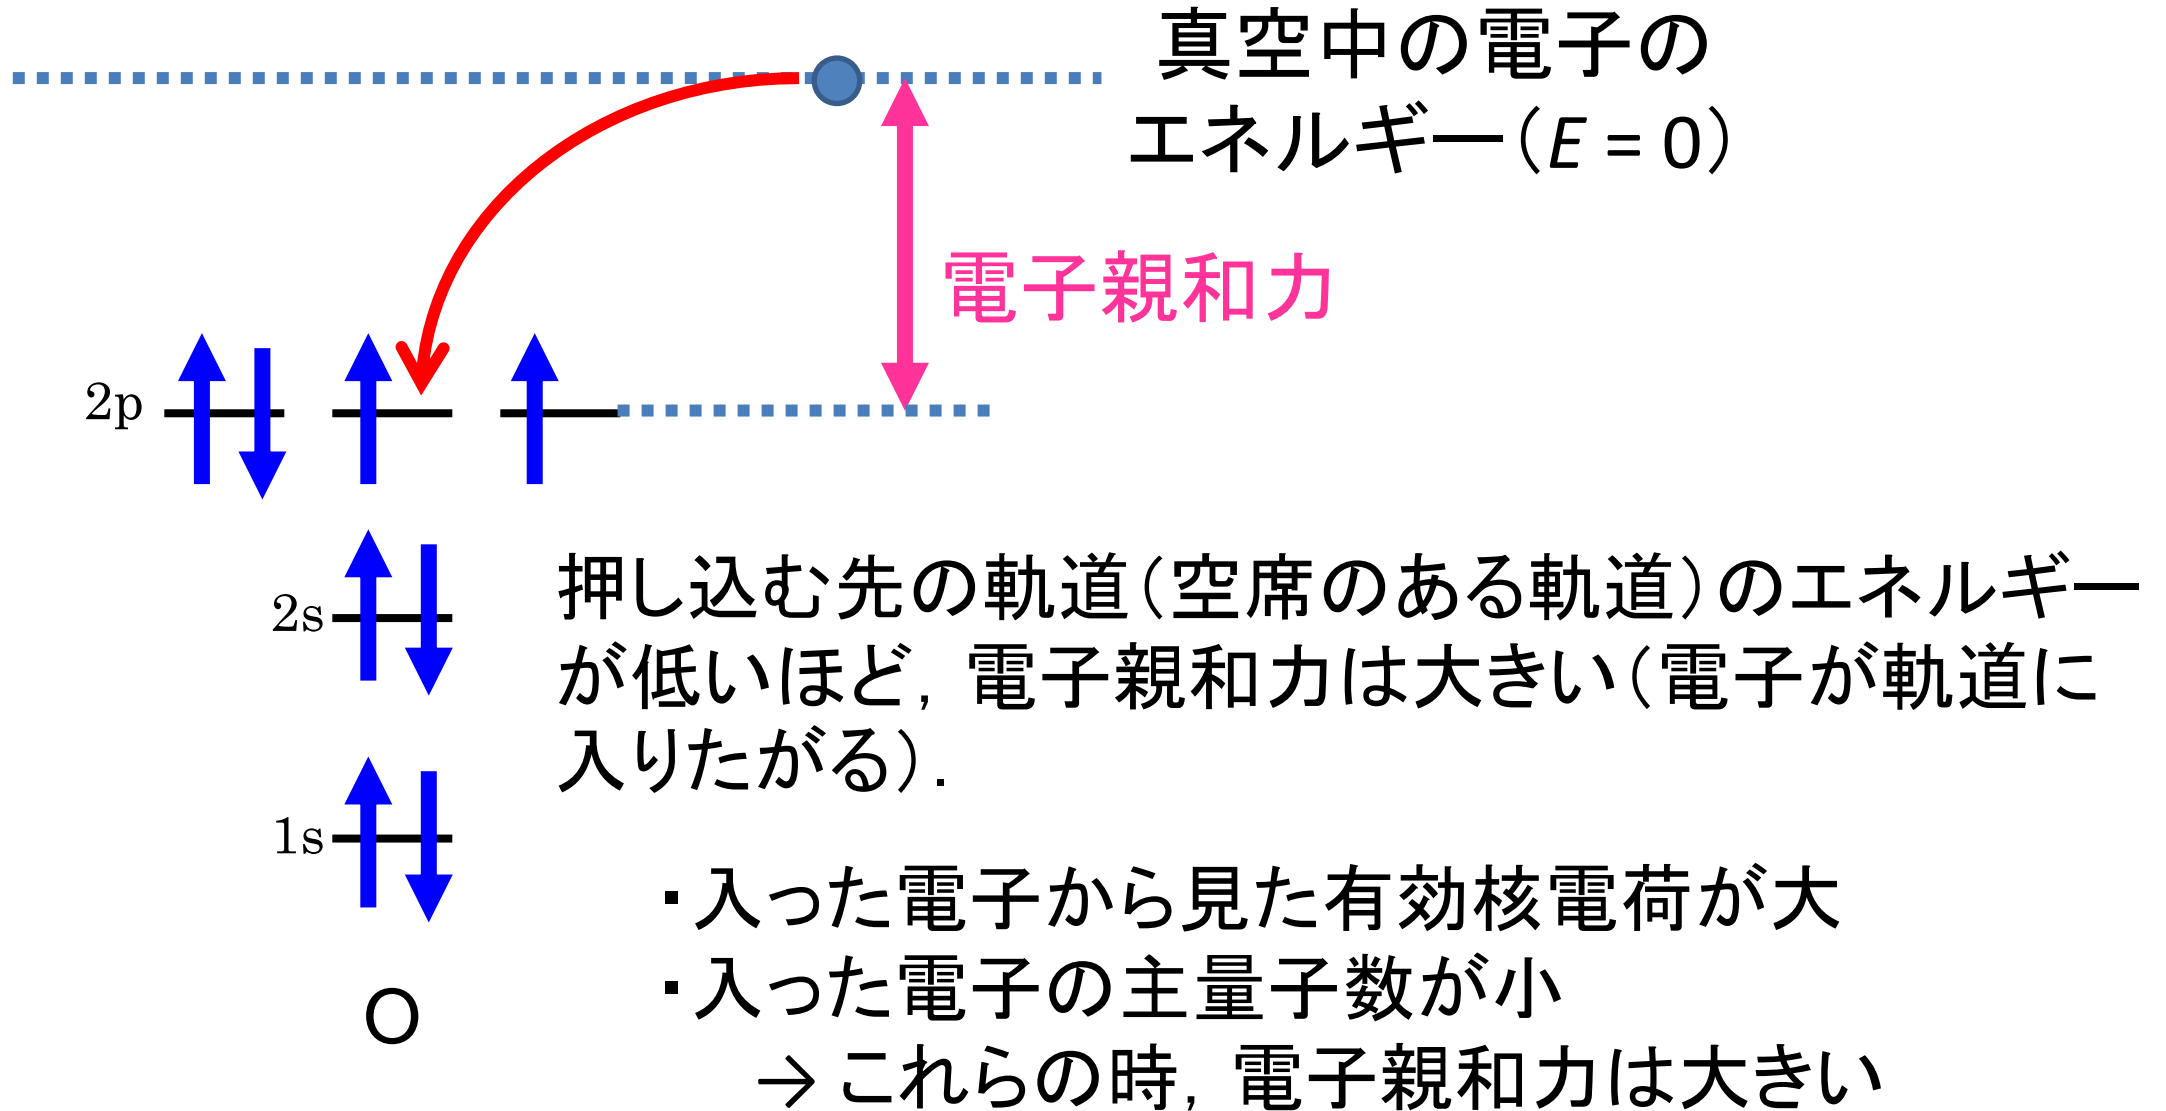 真空中の電子の
エネルギー（E = 0）
電子親和力
2p
2s
押し込む先の軌道（空席のある軌道）のエネルギー
が低いほど，電子親和力は大きい（電子が軌道に
入りたがる）．
1s
・入った電子から見た有効核電荷が大
・入った電子の主量子数が小
→ これらの時，電子親和力は大きい
O